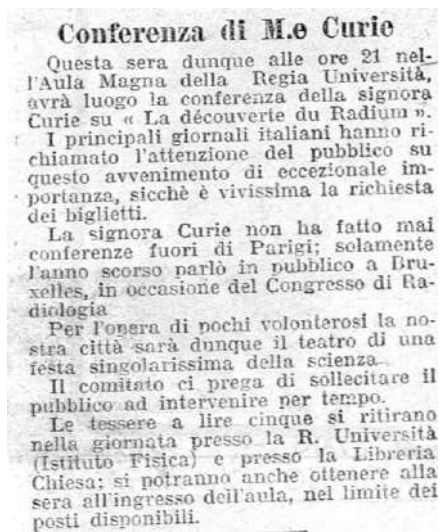 Conferenza di M.e Curie
Questa sera dunque alle ore 21 nel-
l'Aula Magna della Regia Università,
avrà luogo la conferenza della signora
Curie su « La découverte du Radium ».
I principali giornali italiani hanno ri-
chiamato l'attenzione del pubblico su
questo avvenimento di eccezionale im-
portanza, sicchè è vivissima la richiesta
dei biglietti.
La signora Curie non ha fatto mai
conferenze fuori di Parigi; solamente
l'anno scorso parlò in pubblico a Bru-
xelles, in occasione del Congresso di Ra-
diologia
Per l'opera di pochi volonterosi la no-
stra città sarà dunque il teatro di una
festa singolarissima della scienza
Il comitato ci prega di sollecitare il
pubblico ad intervenire per tempo.
Le tessere a lire cinque si ritirano
nella giornata presso la R. Università
(Istituto Fisica) e presso la Libreria
Chiesa; si potranno anche ottenere alla
sera all'ingresso dell'aula, nel limite dei
posti disponibili.